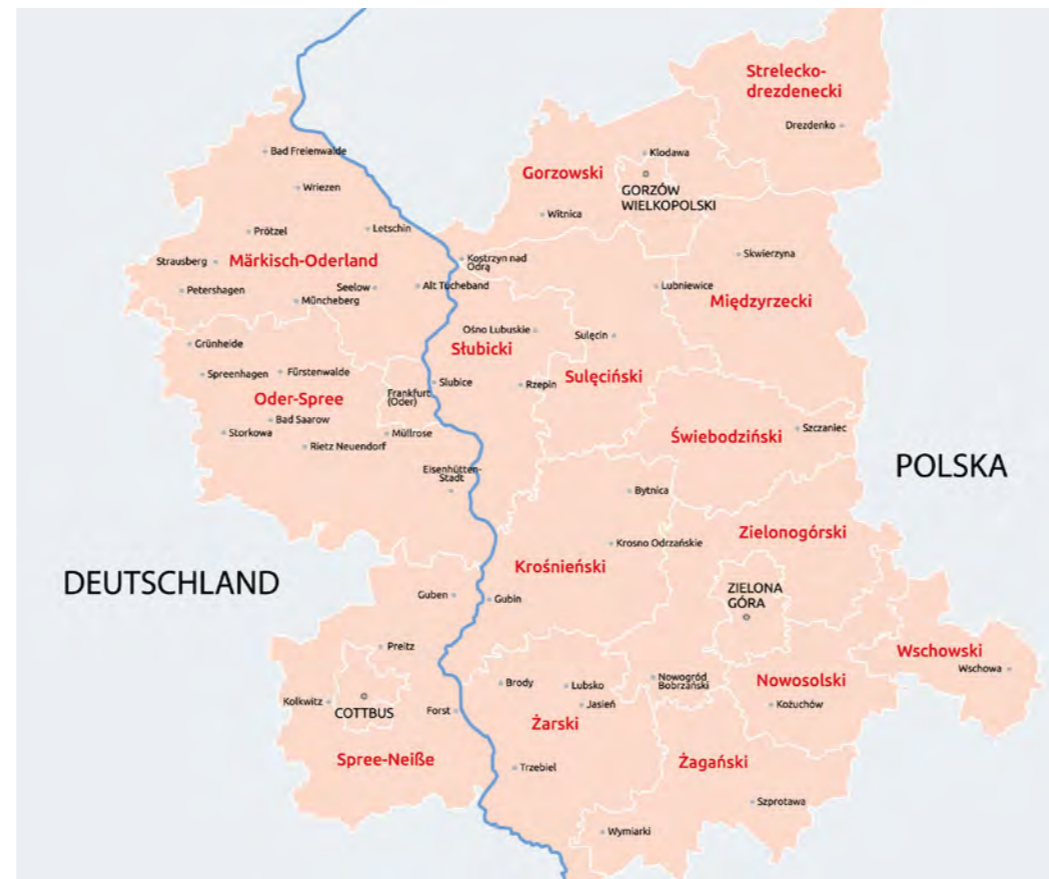 Strelecko-
drezdenecki
Drezdenko
Bad Freienwalde
Klodawa
Gorzowski
GORZÓW
WIELKOPOLSKI
Wriezen
Witnica
Prötzel
Letschin
Strausberg
Märkisch-Oderland
Kostrzyn nad
Odrą
Skwierzyna
Petershagen
Seelow
Alt Tucheband
Lubniewice
Müncheberg
Międzyrzecki
Ośno Lubuskie
Sulęcin
Grünheide
Słubicki
Spreenhagen
Fürstenwalde
Slubice
Rzepin
Sulęciński
Oder-Spree
Frankfurt
(Oder)
Bad Saarow
Storkowa
Müllrose
Rietz Neuendorf
Świebodziński
Szczaniec
Eisenhütten-
Stadt
POLSKA
Bytnica
Zielonogórski
Krosno Odrzańskie
Krośnieński
DEUTSCHLAND
Guben
Gubin
ZIELONA
GÓRA
Preitz
Wschowski
Wschowa
Brody
Lubsko
Nowogród
Bobrzański
Nowosolski
Kolkwitz
COTTBUS
Forst
Jasień
Kożuchów
Żarski
Spree-Neiße
Trzebiel
Żagański
Szprotawa
Wymiarki